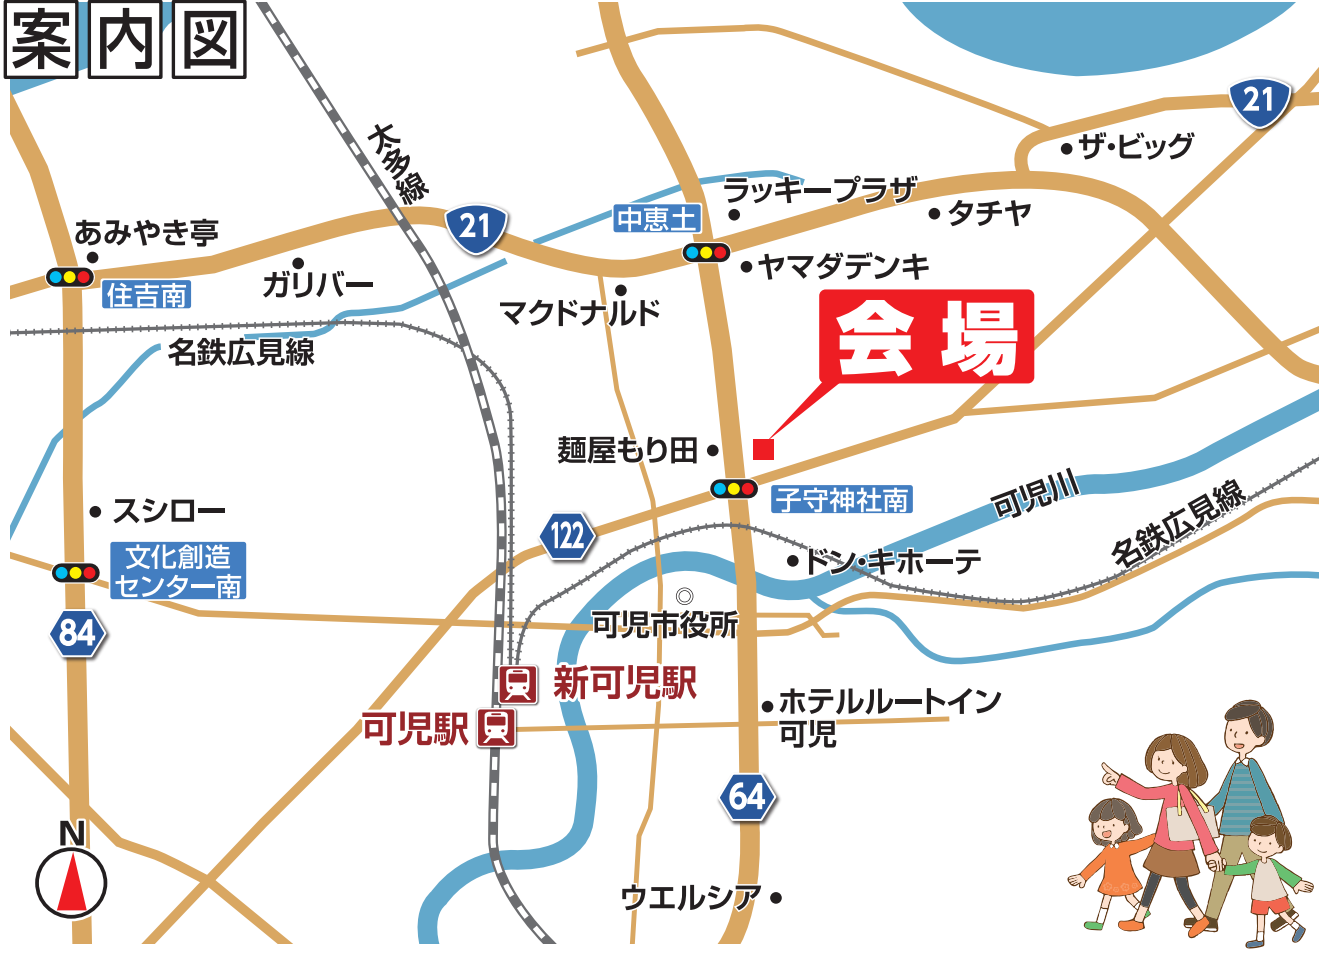 案内図
太多線
21
ザ・ビッグ
ラッキープラザ
中恵土
タチヤ
21
あみやき亭
ガリバー
住吉南
ヤマダデンキ
マクドナルド
会場
名鉄広見線
麺屋もり田
子守神社南
可児川
名鉄広見線
スシロー
122
文化創造
センター南
ドン・キホーテ
84
可児市役所
新可児駅
可児駅
ホテルルートイン
可児
64
N
ウエルシア